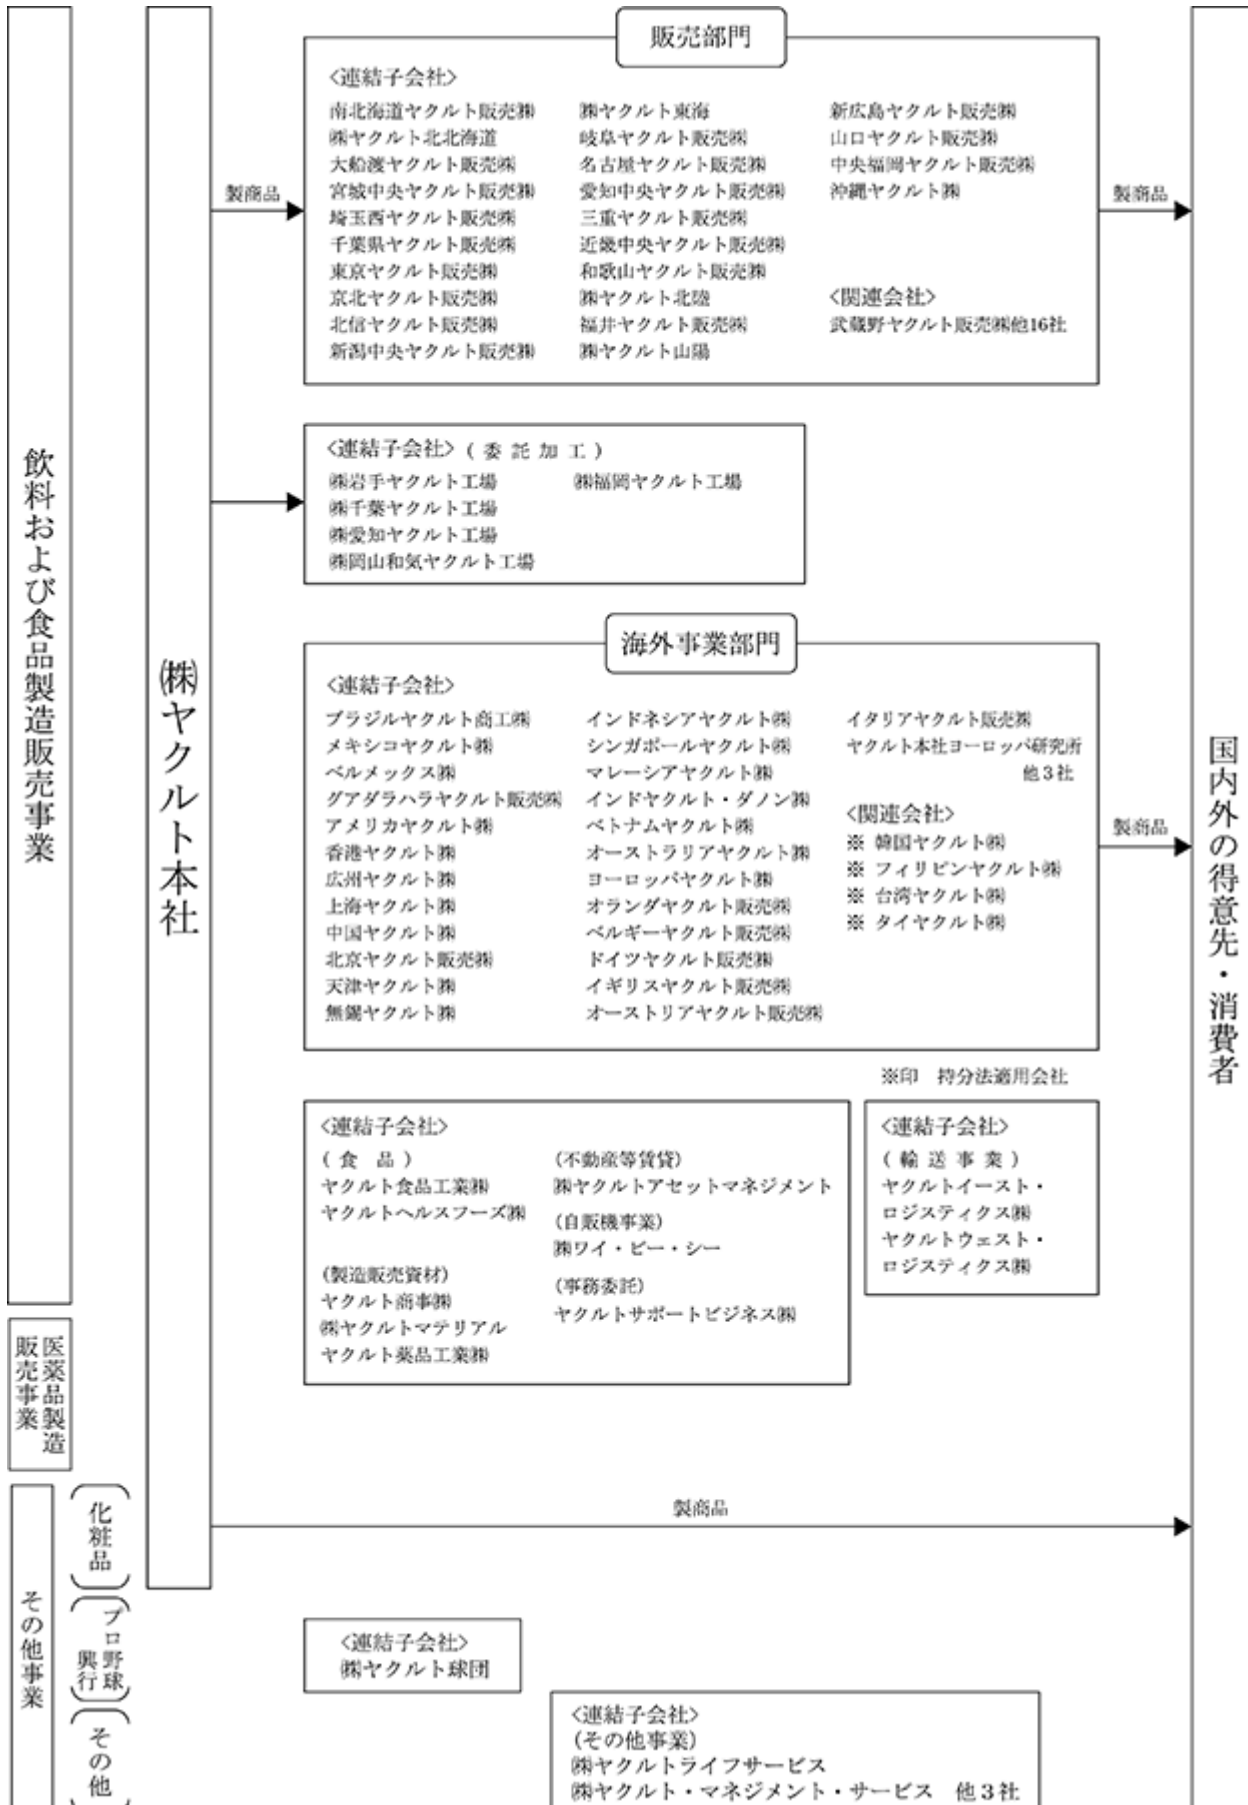 飲料および食品製造販売事業
医薬品製造
販売事業
その他事業
化粧品
プロ野球
興行
その他
㈱ヤクルト本社
製商品
販売部門
〈連結子会社〉
南北海道ヤクルト販売㈱
㈱ヤクルト北北海道
大船渡ヤクルト販売㈱
宮城中央ヤクルト販売㈱
埼玉西ヤクルト販売㈱
千葉県ヤクルト販売㈱
東京ヤクルト販売㈱
京北ヤクルト販売㈱
北信ヤクルト販売㈱
新潟中央ヤクルト販売㈱
㈱ヤクルト東海
岐阜ヤクルト販売㈱
名古屋ヤクルト販売㈱
愛知中央ヤクルト販売㈱
三重ヤクルト販売㈱
近畿中央ヤクルト販売㈱
和歌山ヤクルト販売㈱
㈱ヤクルト北陸
福井ヤクルト販売㈱
㈱ヤクルト山陽
新広島ヤクルト販売㈱
山口ヤクルト販売㈱
中央福岡ヤクルト販売㈱
沖縄ヤクルト㈱
〈関連会社〉
武蔵野ヤクルト販売㈱他16社
製商品
〈連結子会社〉(委託加工)
㈱岩手ヤクルト工場
㈱千葉ヤクルト工場
㈱愛知ヤクルト工場
㈱岡山和気ヤクルト工場
㈱福岡ヤクルト工場
海外事業部門
〈連結子会社〉
ブラジルヤクルト商工㈱
メキシコヤクルト㈱
ベルメックス㈱
グアダラハラヤクルト販売㈱
アメリカヤクルト㈱
香港ヤクルト㈱
広州ヤクルト㈱
上海ヤクルト㈱
中国ヤクルト㈱
北京ヤクルト販売㈱
天津ヤクルト㈱
無錫ヤクルト㈱
インドネシアヤクルト㈱
シンガポールヤクルト㈱
マレーシアヤクルト㈱
インドヤクルト・ダノン㈱
ベトナムヤクルト㈱
オーストラリアヤクルト㈱
ヨーロッパヤクルト㈱
オランダヤクルト販売㈱
ベルギーヤクルト販売㈱
ドイツヤクルト販売㈱
イギリスヤクルト販売㈱
オーストリアヤクルト販売㈱
イタリアヤクルト販売㈱
ヤクルト本社ヨーロッパ研究所
他3社
〈関連会社〉
※ 韓国ヤクルト㈱
※ フィリピンヤクルト㈱
※ 台湾ヤクルト㈱
※ タイヤクルト㈱
製商品
※印 持分法適用会社
〈連結子会社〉
(食 品)
ヤクルト食品工業㈱
ヤクルトヘルスフーズ㈱
(製造販売資材)
ヤクルト商事㈱
㈱ヤクルトマテリアル
ヤクルト薬品工業㈱
(不動産等賃貸)
㈱ヤクルトアセットマネジメント
(自販機事業)
㈱ワイ・ビー・シー
(事務委託)
ヤクルトサポートビジネス㈱
〈連結子会社〉
(輸送事業)
ヤクルトイースト・
ロジスティクス㈱
ヤクルトウェスト・
ロジスティクス㈱
製商品
〈連結子会社〉
㈱ヤクルト球団
〈連結子会社〉
(その他事業)
㈱ヤクルトライフサービス
㈱ヤクルト・マネジメント・サービス 他3社
国内外の得意先・消費者